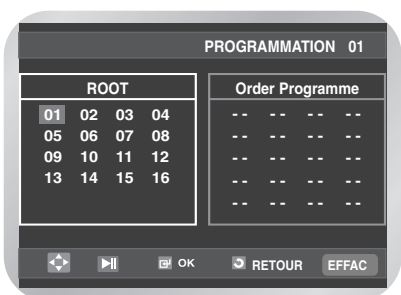 PROGRAMMATION 01
ROOT
01 02 03 04
05 06 07 08
09 10 11 12
13 14 15 16
Order Programme
-- -- -- --
-- -- -- --
-- -- -- --
-- -- -- --
-- -- -- --
OK RETOUR EFFAC